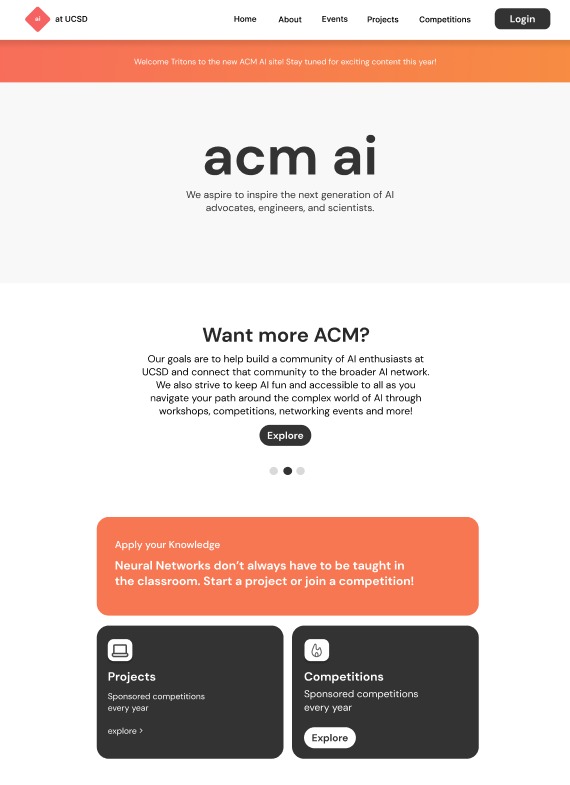 ai at UCSD Home About Events Projects Competitions Login
Welcome Tritons to the new ACM AI site! Stay tuned for exciting content this year!
acm ai
We aspire to inspire the next generation of AI
advocates, engineers, and scientists.
Want more ACM?
Our goals are to help build a community of AI enthusiasts at
UCSD and connect that community to the broader AI network.
We also strive to keep AI fun and accessible to all as you
navigate your path around the complex world of AI through
workshops, competitions, networking events and more!
Explore
Apply your Knowledge
Neural Networks don't always have to be taught in
the classroom. Start a project or join a competition!
Projects
Sponsored competitions
every year
explore >
Competitions
Sponsored competitions
every year
Explore